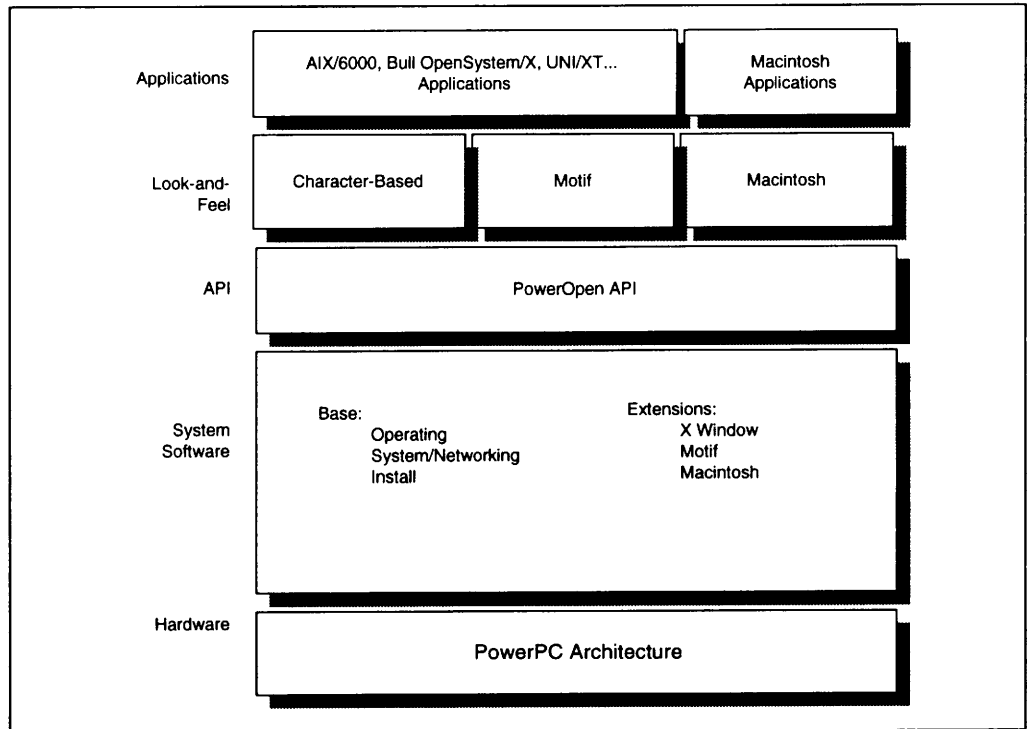 Applications
AIX/6000, Bull OpenSystem/X, UNI/XT...
Applications
Macintosh
Applications
Look-and-
Feel
Character-Based
Motif
Macintosh
API
PowerOpen API
System
Software
Base:
Operating
System/Networking
Install
Extensions:
X Window
Motif
Macintosh
Hardware
PowerPC Architecture